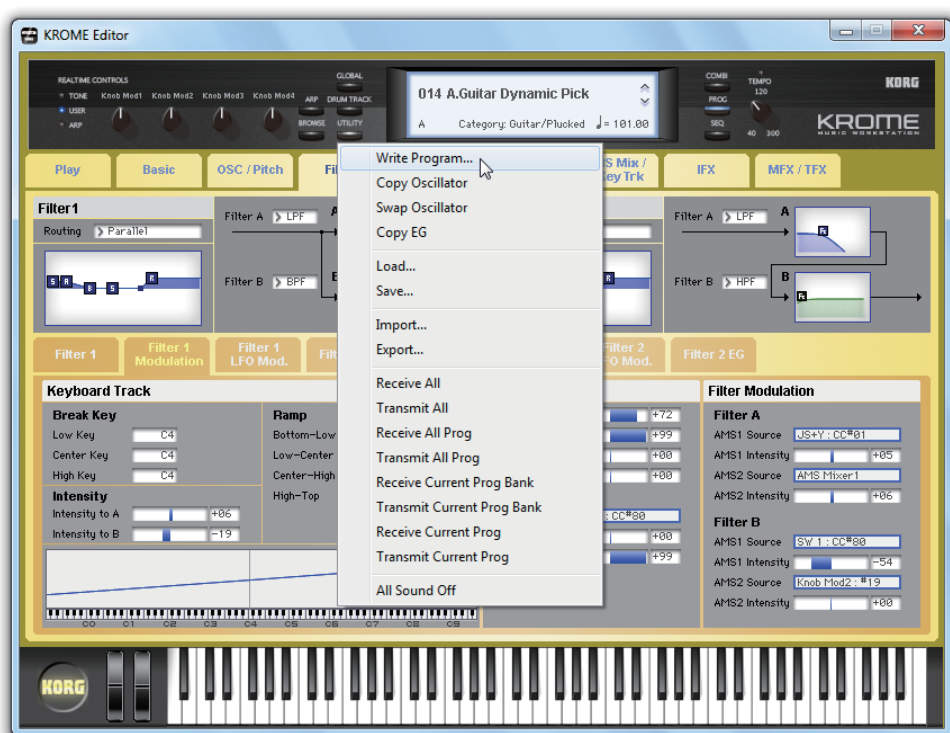 KROME Editor
REALTIME CONTROLS
TONE Knob Mod1 Knob Mod2 Knob Mod3 Knob Mod4
USER
ARP
GLOBAL
ARP DRUM TRACK
BROWSE UTILITY
014 A.Guitar Dynamic Pick
A Category: Guitar/Plucked ♩= 101.00
COMBI
PROG
SEQ
TEMPO
120
40 300
KORG
KROME
MUSIC WORKSTATION
Play Basic OSC / Pitch IFX MFX / TFX
Write Program...
Copy Oscillator
Swap Oscillator
Copy EG
Load...
Save...
Import...
Export...
Receive All
Transmit All
Receive All Prog
Transmit All Prog
Receive Current Prog Bank
Transmit Current Prog Bank
Receive Current Prog
Transmit Current Prog
All Sound Off
Filter1
Routing Parallel
Filter A LPF
Filter B BPF
S R B S R
Filter A LPF A
Filter B HPF B
Fc
Fc
Filter 1
Filter 1 Modulation
Filter 1 LFO Mod.
Filter 2 EG
Keyboard Track
Break Key
Low Key C4
Center Key C4
High Key C4
Intensity
Intensity to A +06
Intensity to B -19
Ramp
Bottom-Low
Low-Center
Center-High
High-Top
C0 C1 C2 C3 C4 C5 C6 C7 C8 C9
+72
+99
+00
+00
: CC#80
+00
+99
Filter Modulation
Filter A
AMS1 Source JS+Y : CC#01
AMS1 Intensity +05
AMS2 Source AMS Mixer1
AMS2 Intensity +06
Filter B
AMS1 Source SW 1 : CC#80
AMS1 Intensity -54
AMS2 Source Knob Mod2 : #19
AMS2 Intensity +00
KORG